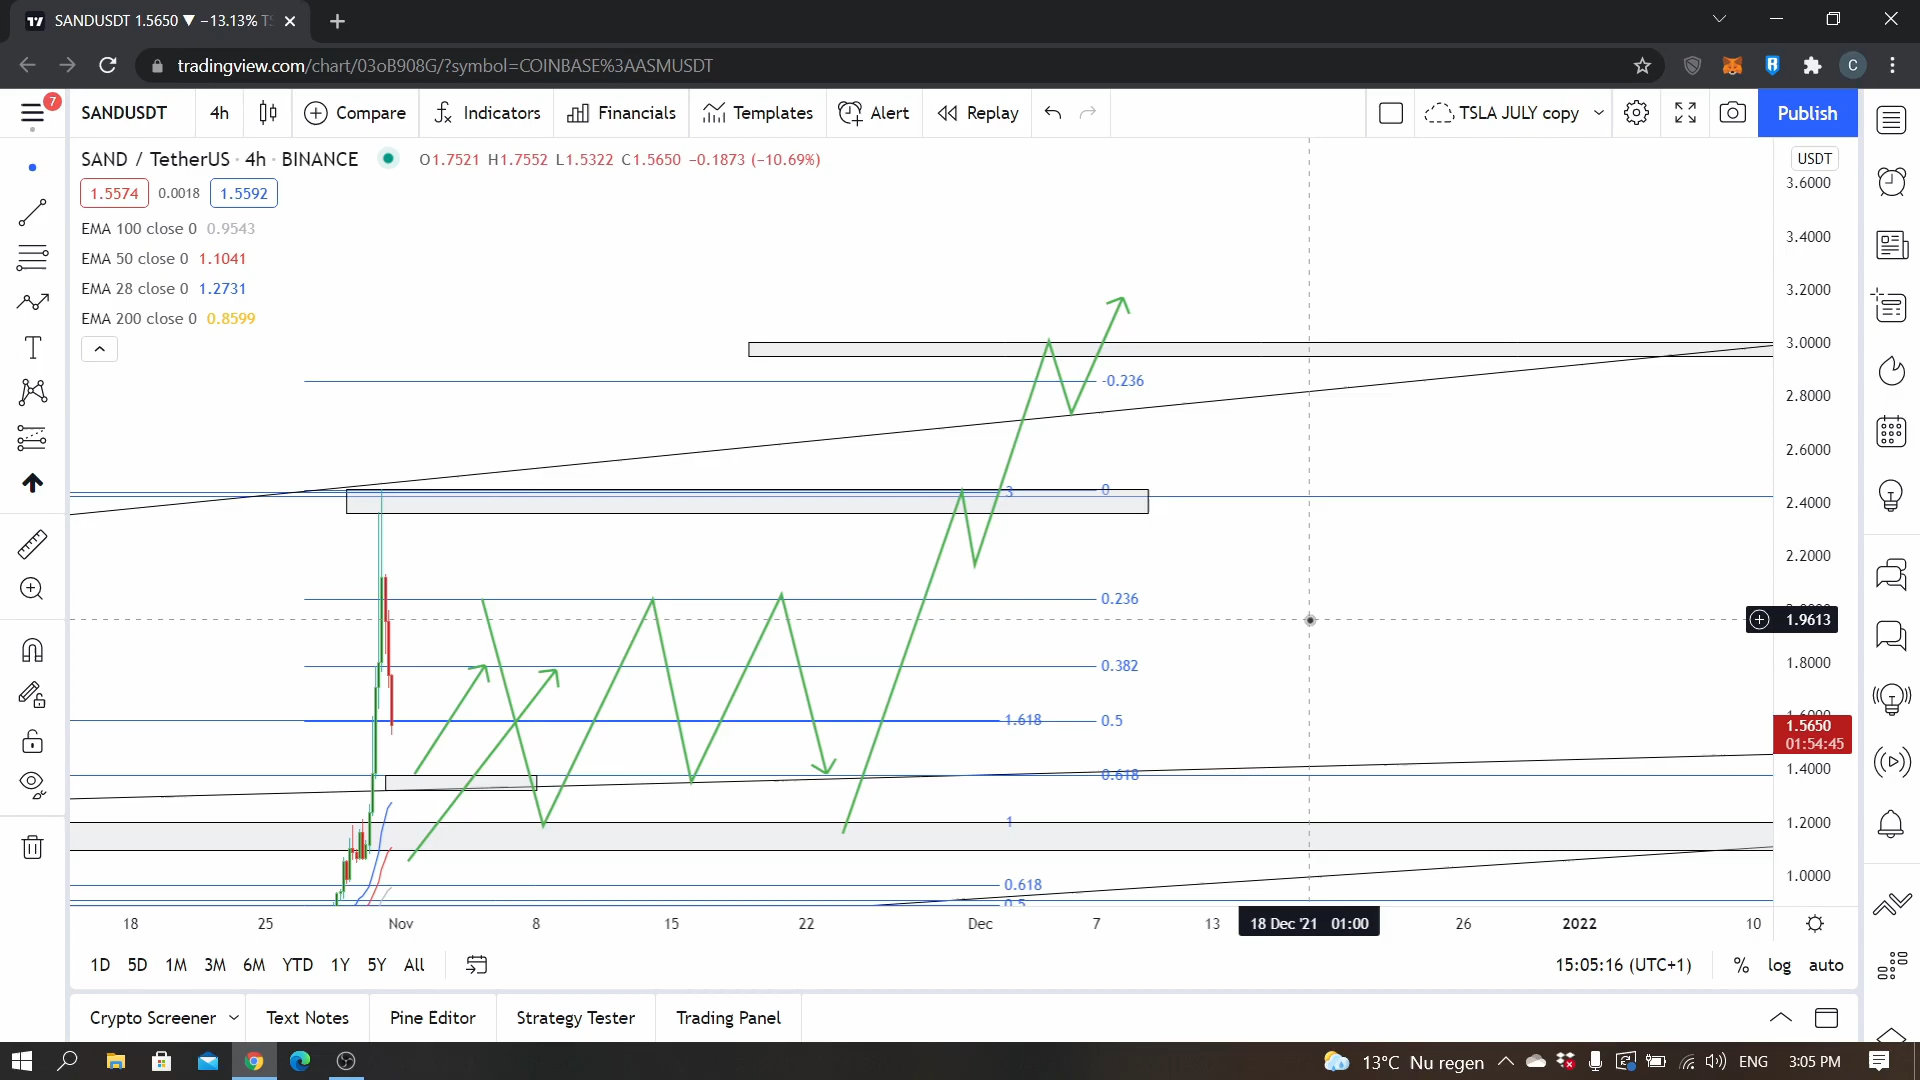 SANDUSDT 1.5650 ▼ −13.13% TS
tradingview.com/chart/03oB908G/?symbol=COINBASE%3AASMUSDT
C
7
SANDUSDT 4h Compare Indicators Financials Templates Alert Replay TSLA JULY copy Publish
SAND / TetherUS · 4h · BINANCE O1.7521 H1.7552 L1.5322 C1.5650 −0.1873 (−10.69%)
USDT
1.5574 0.0018 1.5592
EMA 100 close 0 0.9543
EMA 50 close 0 1.1041
EMA 28 close 0 1.2731
EMA 200 close 0 0.8599
3.6000
3.4000
3.2000
3.0000
2.8000
2.6000
2.4000
2.2000
1.9613
1.8000
1.5650
01:54:45
1.4000
1.2000
1.0000
-0.236
3 0
0.236
0.382
1.618 0.5
0.618
1
0.618
0.5
18 25 Nov 8 15 22 Dec 7 13 18 Dec '21 01:00 26 2022 10
1D 5D 1M 3M 6M YTD 1Y 5Y All 15:05:16 (UTC+1) % log auto
Crypto Screener Text Notes Pine Editor Strategy Tester Trading Panel
13°C Nu regen ENG 3:05 PM